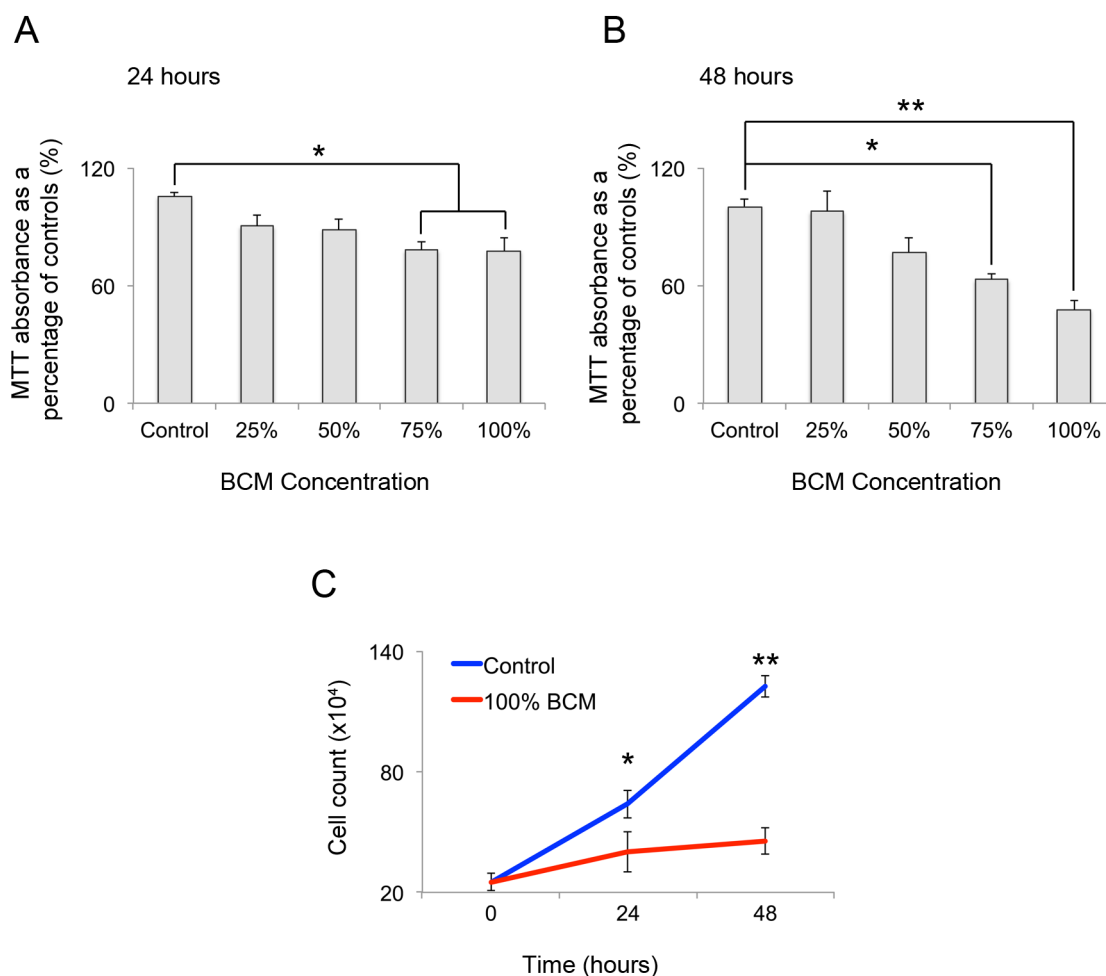 A
24 hours
MTT absorbance as a
percentage of controls (%)
120
60
0
*
Control 25% 50% 75% 100%
BCM Concentration
B
48 hours
MTT absorbance as a
percentage of controls (%)
120
60
0
**
*
Control 25% 50% 75% 100%
BCM Concentration
C
Cell count (x10⁴)
140
80
20
Control
100% BCM
*
**
0 24 48
Time (hours)